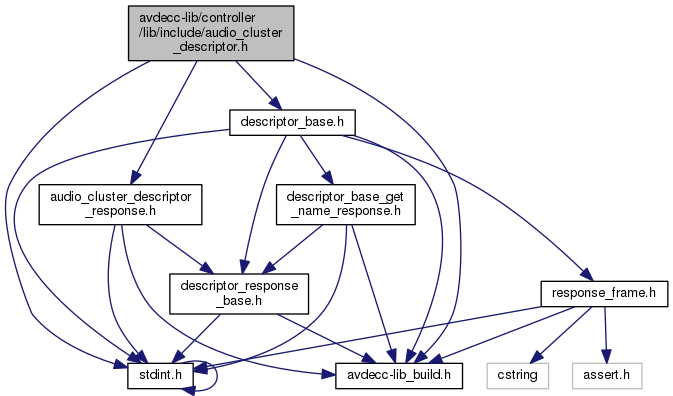 avdecc-lib/controller
/lib/include/audio_cluster
_descriptor.h
descriptor_base.h
audio_cluster_descriptor
_response.h
descriptor_base_get
_name_response.h
descriptor_response
_base.h
response_frame.h
stdint.h
avdecc-lib_build.h
cstring
assert.h